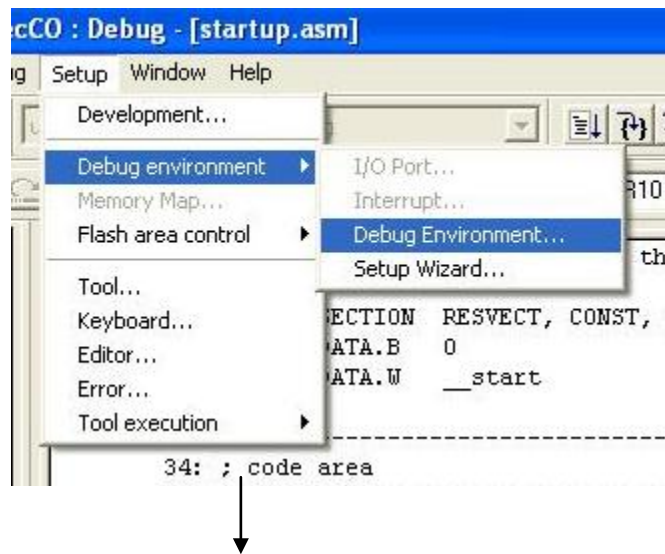 cCO : Debug - [startup.asm]
Setup Window Help
Development...
Debug environment
Memory Map...
Flash area control
Tool...
Keyboard...
Editor...
Error...
Tool execution
I/O Port...
Interrupt...
Debug Environment...
Setup Wizard...
R10
th
ECTION RESVECT, CONST,
ATA.B 0
ATA.W __start
34: ; code area